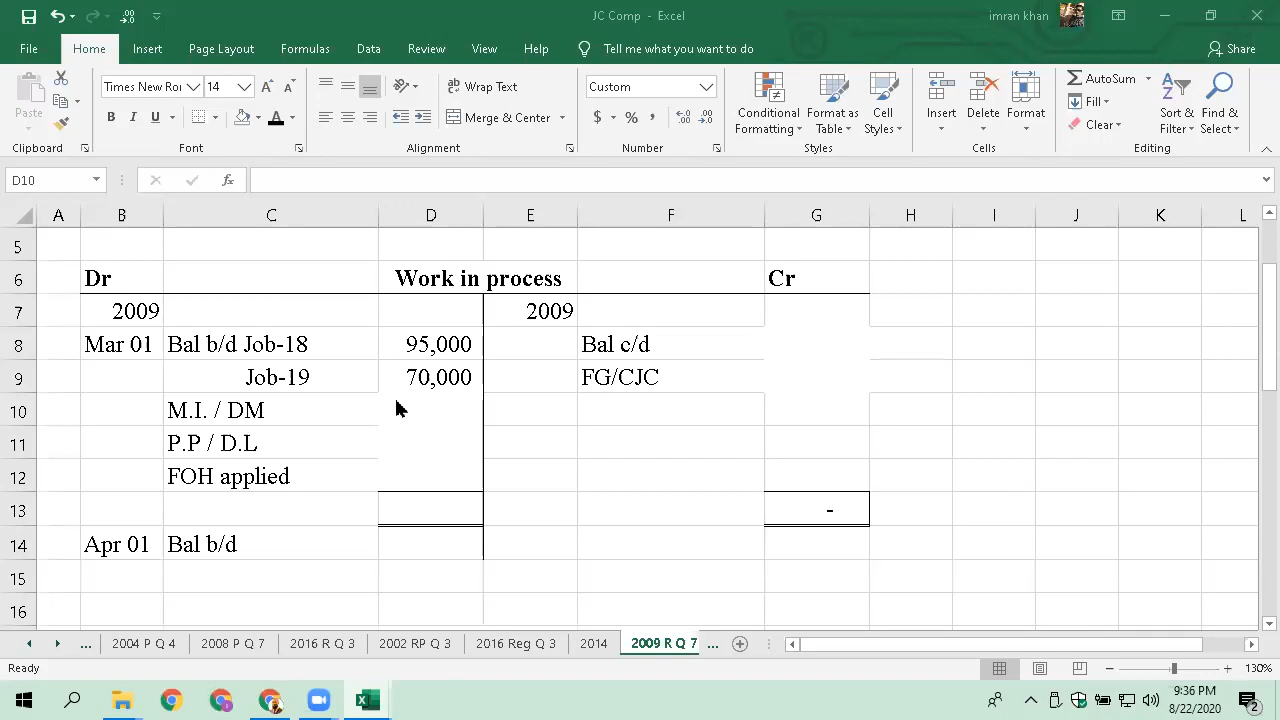 JC Comp - Excel
imran khan
File Home Insert Page Layout Formulas Data Review View Help Tell me what you want to do Share
Paste
Clipboard
Times New Ror 14
B I U A
Font
ab Wrap Text
Merge & Center
Alignment
Custom
$ % ,
Number
Conditional Formatting
Format as Table
Cell Styles
Styles
Insert Delete Format
Cells
AutoSum
Fill
Clear
Sort & Filter
Find & Select
Editing
D10
fx
A B C D E F G H I J K L
5
6 Dr Work in process Cr
7 2009 2009
8 Mar 01 Bal b/d Job-18 95,000 Bal c/d
9 Job-19 70,000 FG/CJC
10 M.I. / DM
11 P.P / D.L
12 FOH applied
13 -
14 Apr 01 Bal b/d
15
16
... 2004 P Q 4 2008 P Q 7 2016 R Q 3 2002 RP Q 3 2016 Reg Q 3 2014 2009 R Q 7 ...
Ready
130%
9:36 PM
8/22/2020
2